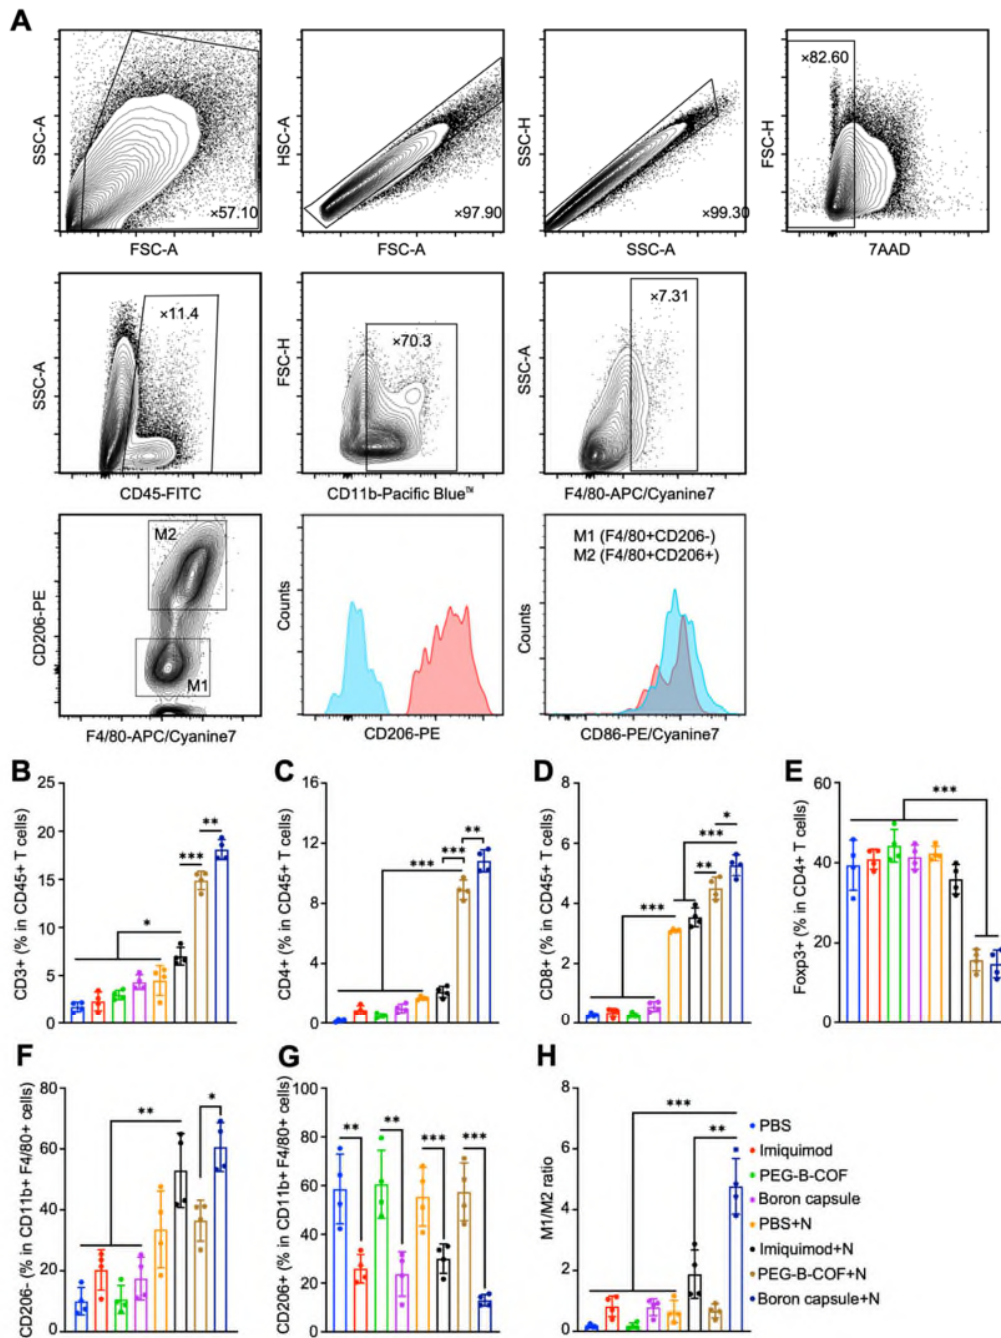 A
SSC-A
×57.10
FSC-A
HSC-A
×97.90
FSC-A
SSC-H
×99.30
SSC-A
FSC-H
×82.60
7AAD
SSC-A
×11.4
CD45-FITC
FSC-H
×70.3
CD11b-Pacific Blue™
SSC-A
×7.31
F4/80-APC/Cyanine7
CD206-PE
M2
M1
F4/80-APC/Cyanine7
Counts
CD206-PE
Counts
M1 (F4/80+CD206-)
M2 (F4/80+CD206+)
CD86-PE/Cyanine7
B
CD3+ (% in CD45+ T cells)
25
20
15
10
5
0
*
***
**
C
CD4+ (% in CD45+ T cells)
16
12
8
4
0
***
***
**
D
CD8+ (% in CD45+ T cells)
8
6
4
2
0
***
**
***
*
E
Foxp3+ (% in CD4+ T cells)
60
40
20
0
***
F
CD206- (% in CD11b+ F4/80+ cells)
80
60
40
20
0
**
*
G
CD206+ (% in CD11b+ F4/80+ cells)
100
80
60
40
20
0
**
**
***
***
H
M1/M2 ratio
8
6
4
2
0
***
**
PBS
Imiquimod
PEG-B-COF
Boron capsule
PBS+N
Imiquimod+N
PEG-B-COF+N
Boron capsule+N